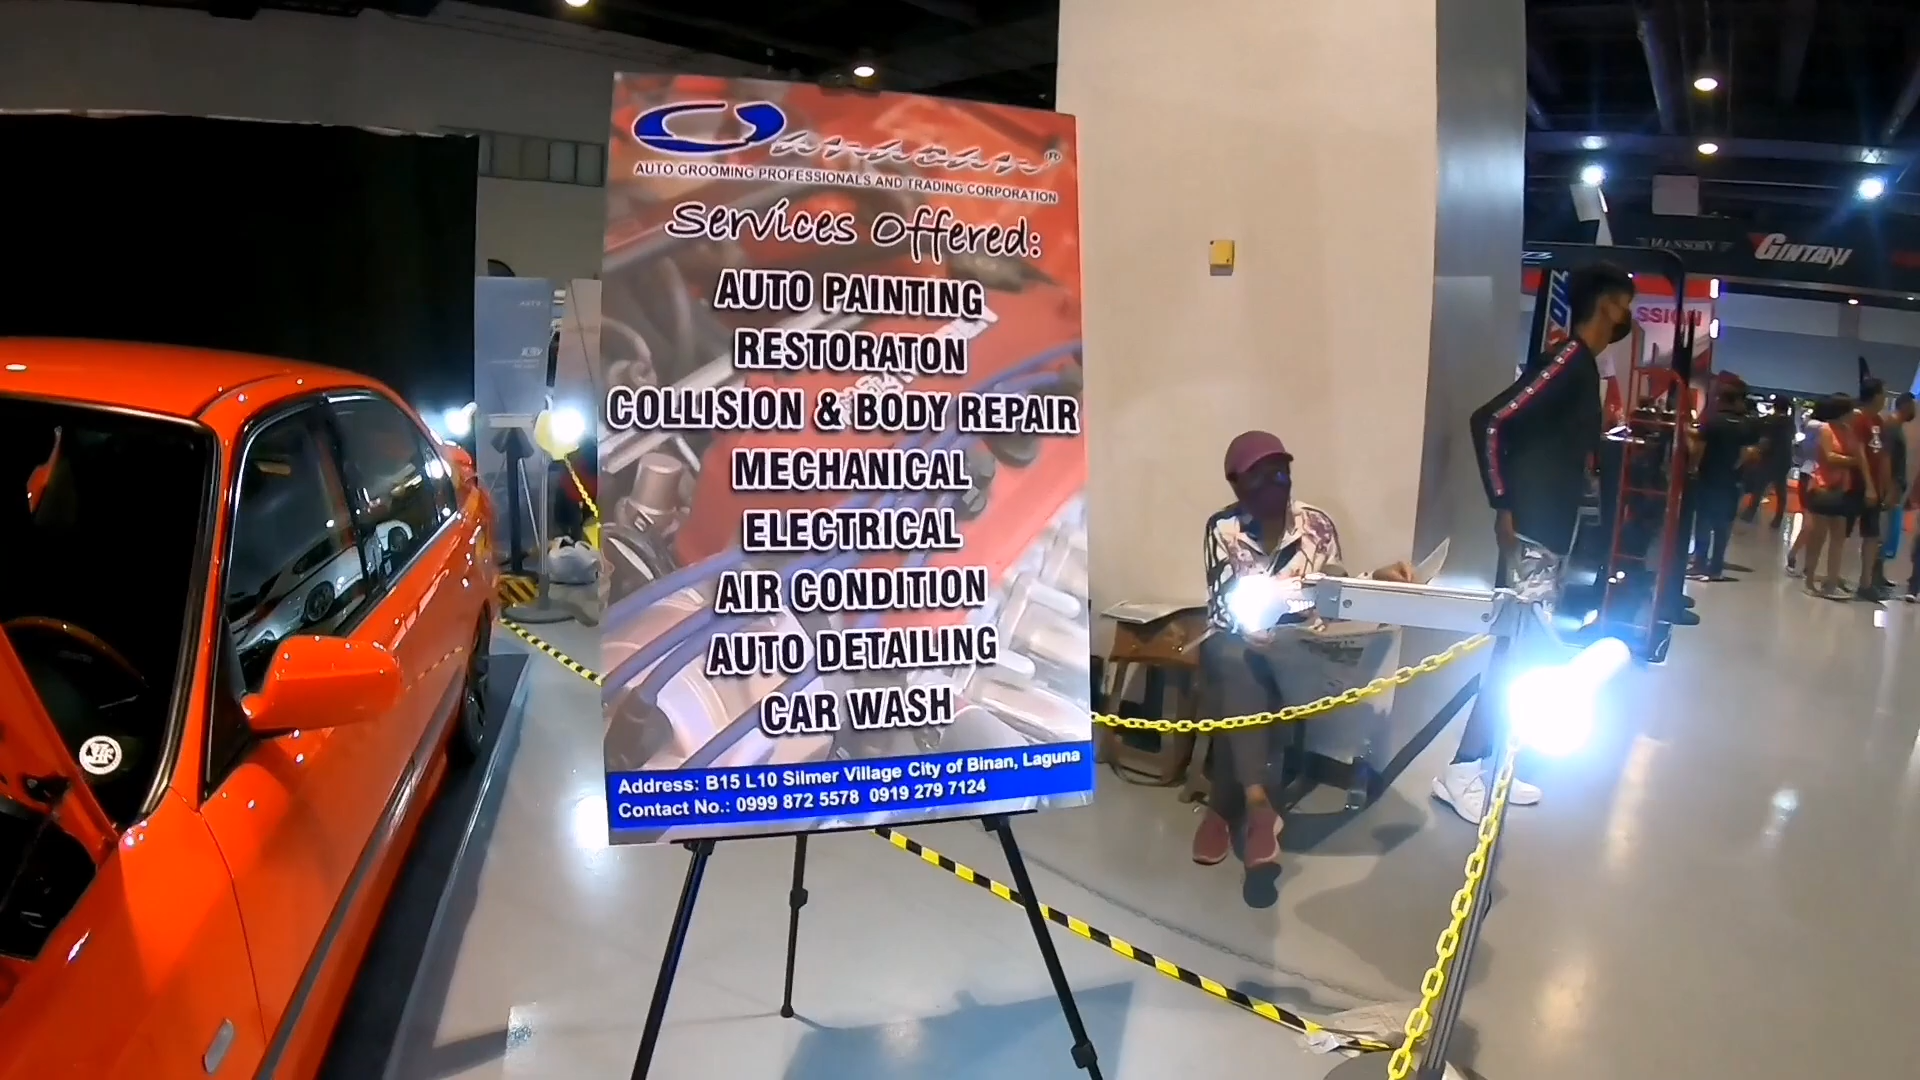 AUTO GROOMING PROFESSIONALS AND TRADING CORPORATION
Services Offered:
AUTO PAINTING
RESTORATON
COLLISION & BODY REPAIR
MECHANICAL
ELECTRICAL
AIR CONDITION
AUTO DETAILING
CAR WASH
Address: B15 L10 Silmer Village City of Binan, Laguna
Contact No.: 0999 872 5578 0919 279 7124
MANSORY
GINTANI
SSION